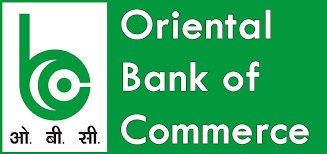 Oriental
Bank of
Commerce
ओ. बी. सी.